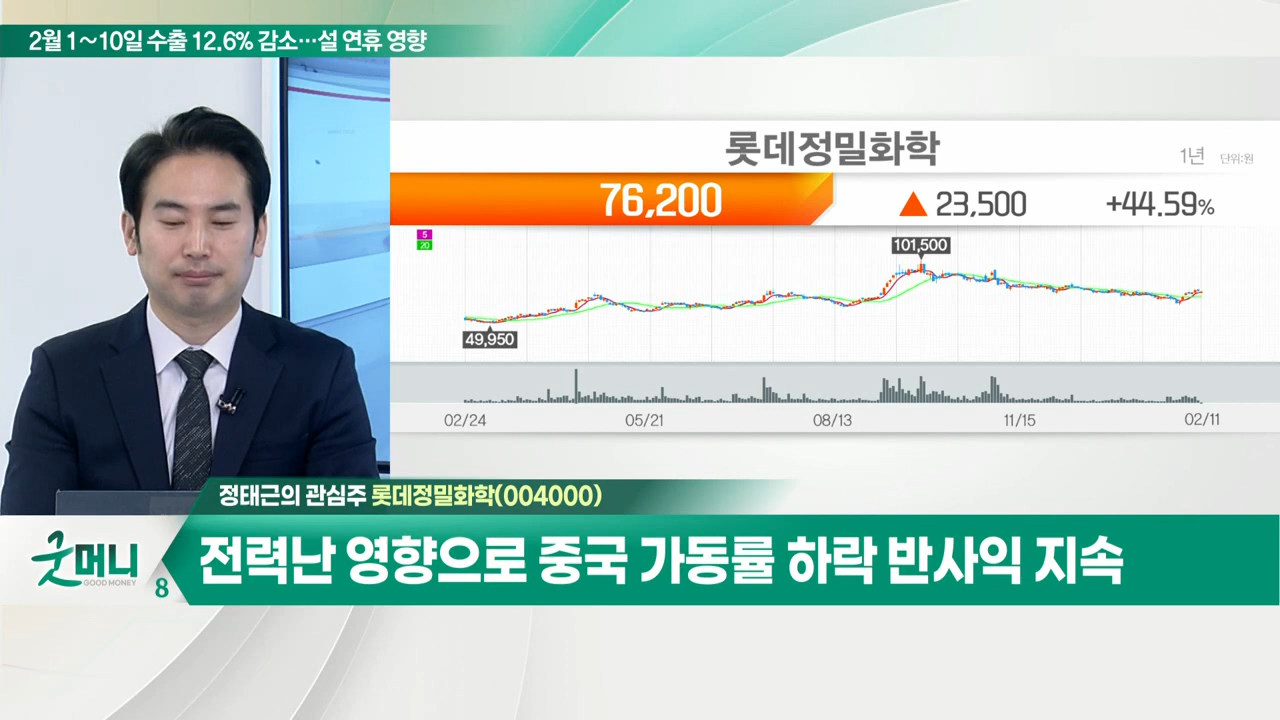 2월 1~10일 수출 12.6% 감소…설 연휴 영향
롯데정밀화학
1년 단위:원
76,200 ▲ 23,500 +44.59%
5
20
101,500
49,950
02/24 05/21 08/13 11/15 02/11
정태근의 관심주 롯데정밀화학(004000)
굿머니
GOOD MONEY
8
전력난 영향으로 중국 가동률 하락 반사익 지속